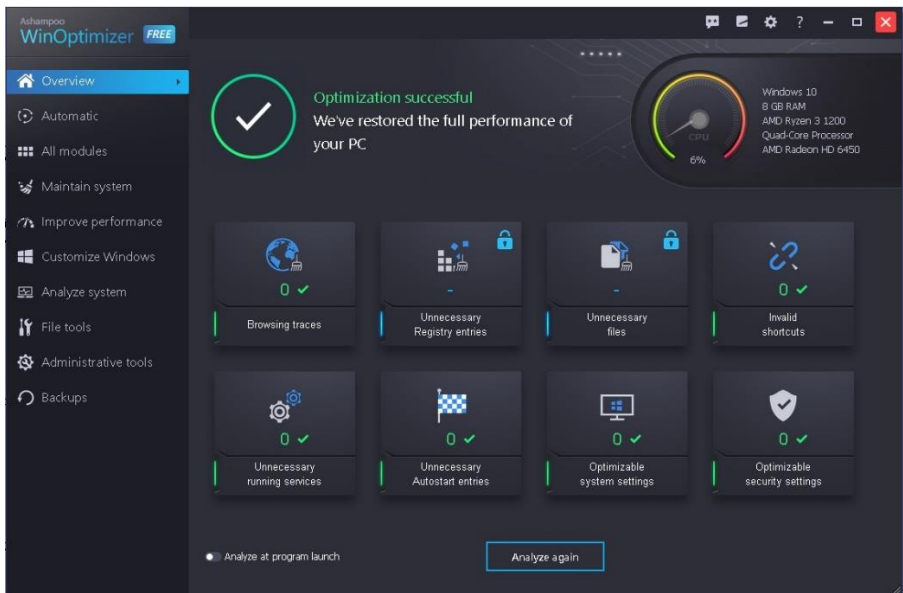 Ashampoo
WinOptimizer FREE
?
Overview
Automatic
All modules
Maintain system
Improve performance
Customize Windows
Analyze system
File tools
Administrative tools
Backups
Optimization successful
We've restored the full performance of
your PC
CPU
6%
Windows 10
8 GB RAM
AMD Ryzen 3 1200
Quad-Core Processor
AMD Radeon HD 6450
0
Browsing traces
-
Unnecessary
Registry entries
-
Unnecessary
files
0
Invalid
shortcuts
0
Unnecessary
running services
0
Unnecessary
Autostart entries
0
Optimizable
system settings
0
Optimizable
security settings
Analyze at program launch
Analyze again